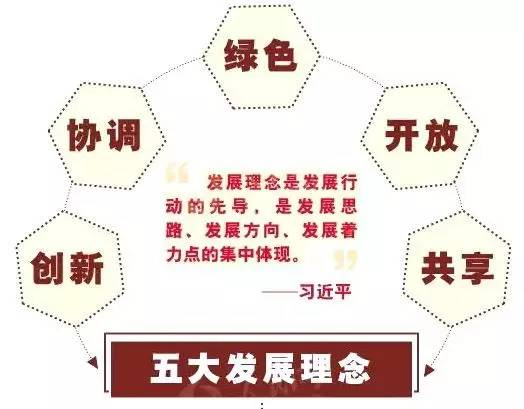 绿色
协调
开放
创新
共享
“ 发展理念是发展行
动的先导，是发展思
路、发展方向、发展着
力点的集中体现。 ”
——习近平
五大发展理念